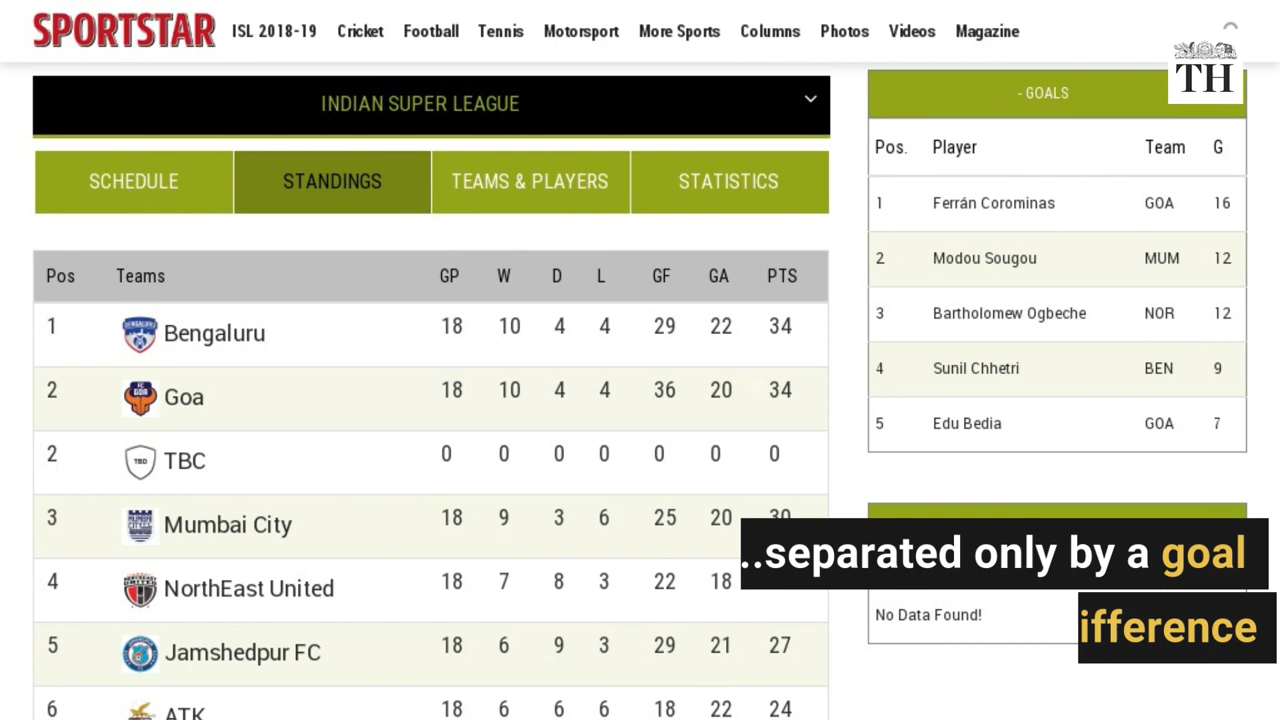 SPORTSTAR ISL 2018-19 Cricket Football Tennis Motorsport More Sports Columns Photos Videos Magazine
TH
INDIAN SUPER LEAGUE
SCHEDULE STANDINGS TEAMS & PLAYERS STATISTICS
Pos Teams GP W D L GF GA PTS
1 Bengaluru 18 10 4 4 29 22 34
2 Goa 18 10 4 4 36 20 34
2 TBD TBC 0 0 0 0 0 0 0
3 Mumbai City 18 9 3 6 25 20 30
4 NorthEast United 18 7 8 3 22 18
5 Jamshedpur FC 18 6 9 3 29 21 27
6 ATK 18 6 6 6 18 22 24
- GOALS
Pos. Player Team G
1 Ferrán Corominas GOA 16
2 Modou Sougou MUM 12
3 Bartholomew Ogbeche NOR 12
4 Sunil Chhetri BEN 9
5 Edu Bedia GOA 7
..separated only by a goal
ifference
No Data Found!